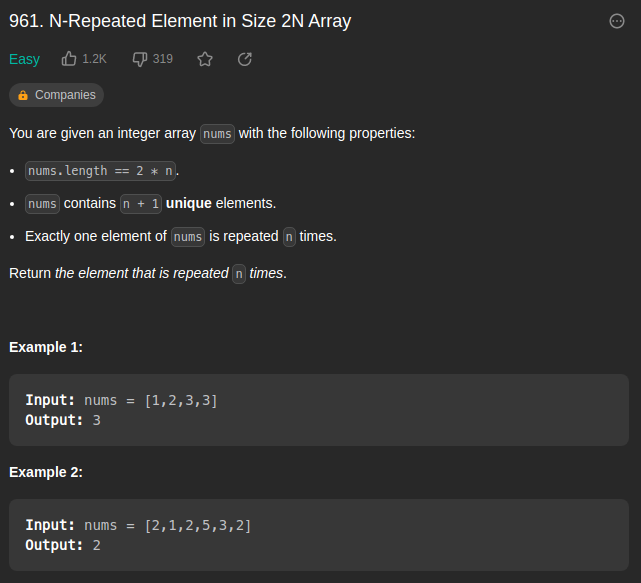 961. N-Repeated Element in Size 2N Array
Easy 1.2K 319
Companies
You are given an integer array nums with the following properties:
• nums.length == 2 * n.
• nums contains n + 1 unique elements.
• Exactly one element of nums is repeated n times.
Return the element that is repeated n times.
Example 1:
Input: nums = [1,2,3,3]
Output: 3
Example 2:
Input: nums = [2,1,2,5,3,2]
Output: 2